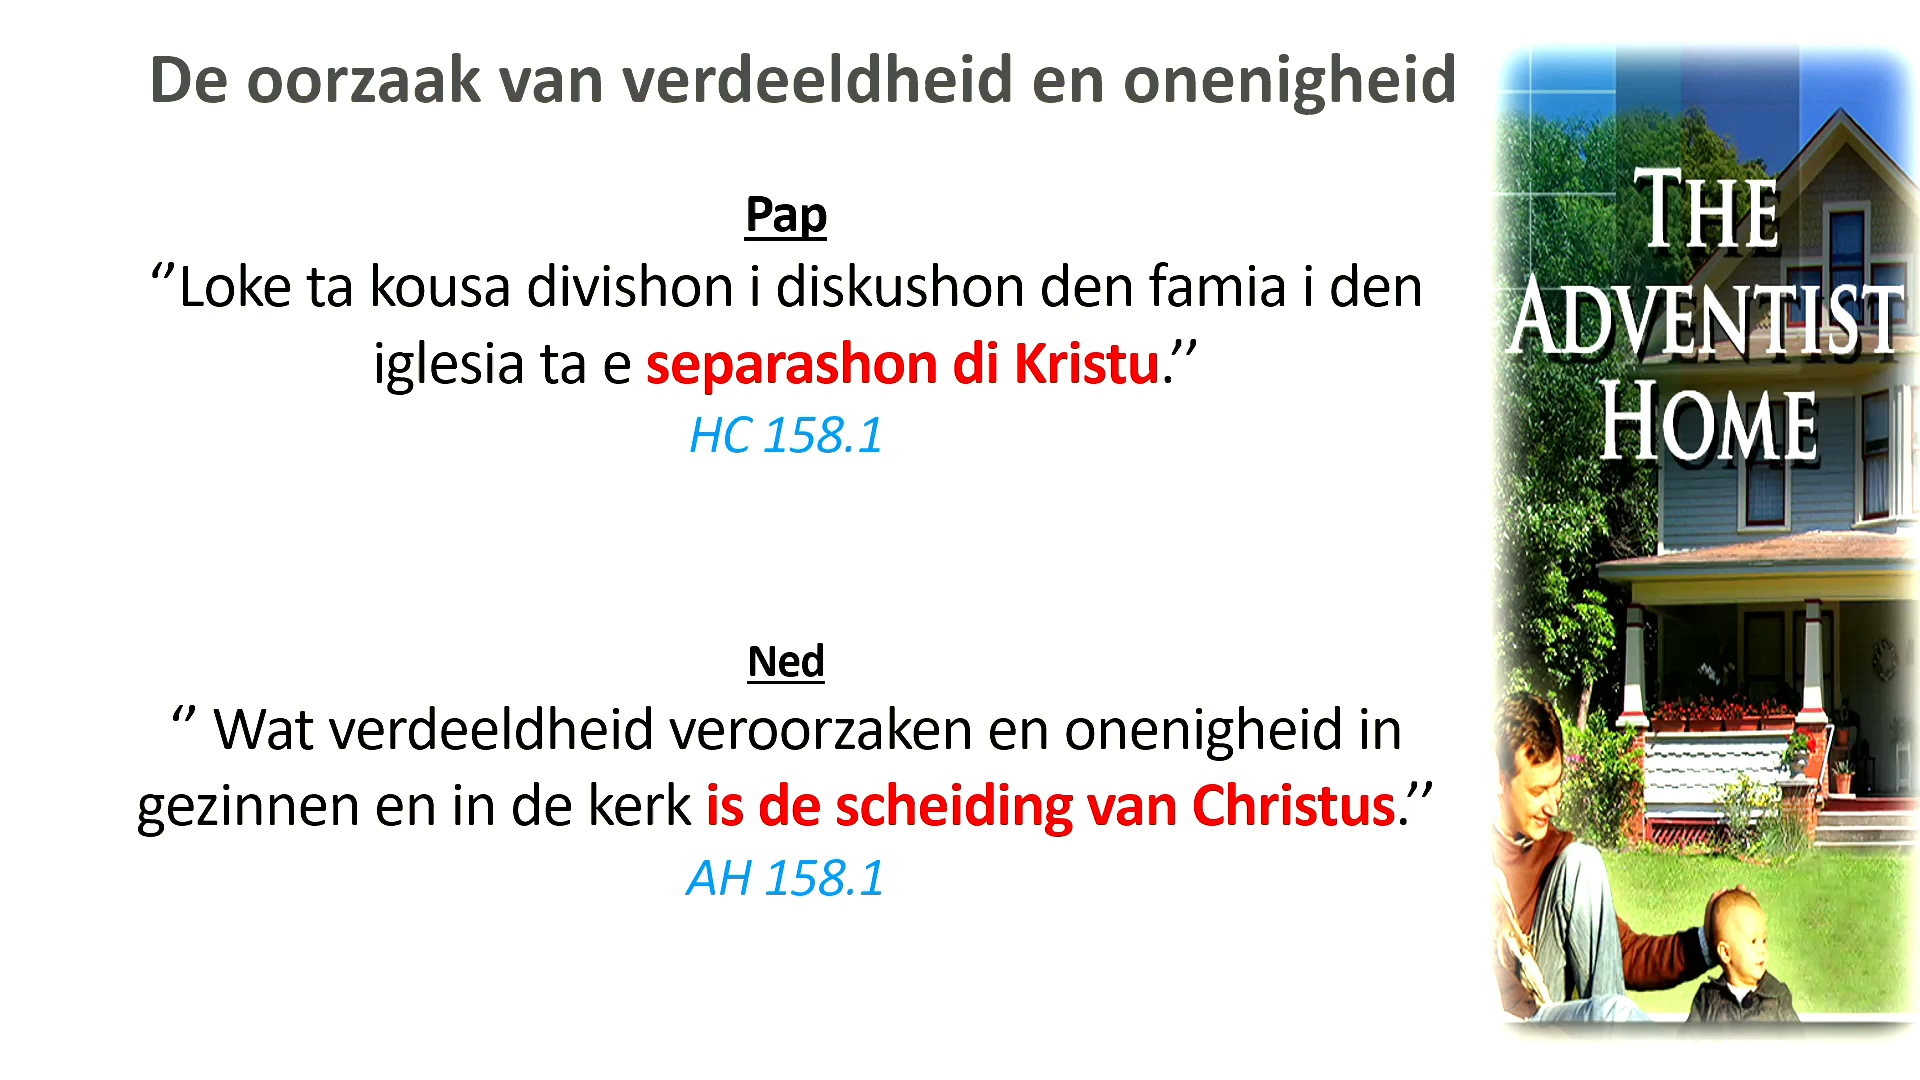 De oorzaak van verdeeldheid en onenigheid
Pap
‘’Loke ta kousa divishon i diskushon den famia i den
iglesia ta e separashon di Kristu.’’
HC 158.1
Ned
‘’ Wat verdeeldheid veroorzaken en onenigheid in
gezinnen en in de kerk is de scheiding van Christus.’’
AH 158.1
THE
ADVENTIST
HOME